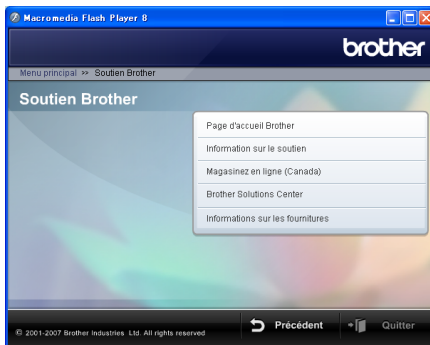 Macromedia Flash Player 8
brother
Menu principal >> Soutien Brother
Soutien Brother
Page d'accueil Brother
Information sur le soutien
Magasinez en ligne (Canada)
Brother Solutions Center
Informations sur les fournitures
Précédent
Quitter
© 2001-2007 Brother Industries Ltd. All rights reserved